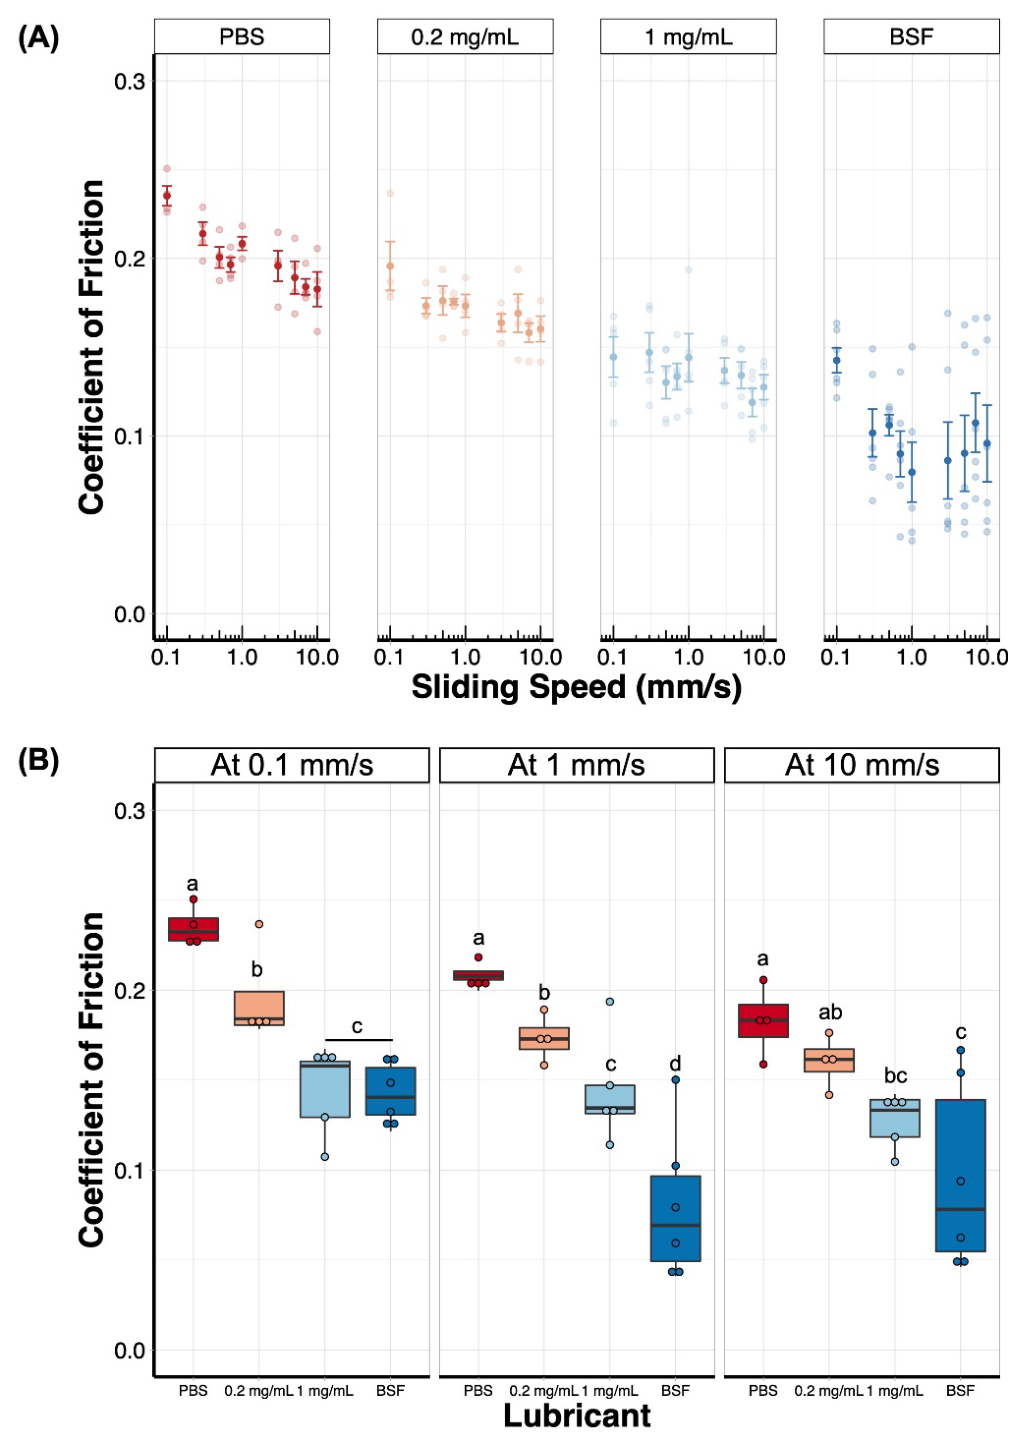 (A)
PBS 0.2 mg/mL 1 mg/mL BSF
Coefficient of Friction
0.3
0.2
0.1
0.0
0.1 1.0 10.0 0.1 1.0 10.0 0.1 1.0 10.0 0.1 1.0 10.0
Sliding Speed (mm/s)
(B)
At 0.1 mm/s At 1 mm/s At 10 mm/s
Coefficient of Friction
0.3
0.2
0.1
0.0
a b c
a b c d
a ab bc c
PBS 0.2 mg/mL 1 mg/mL BSF PBS 0.2 mg/mL 1 mg/mL BSF PBS 0.2 mg/mL 1 mg/mL BSF
Lubricant